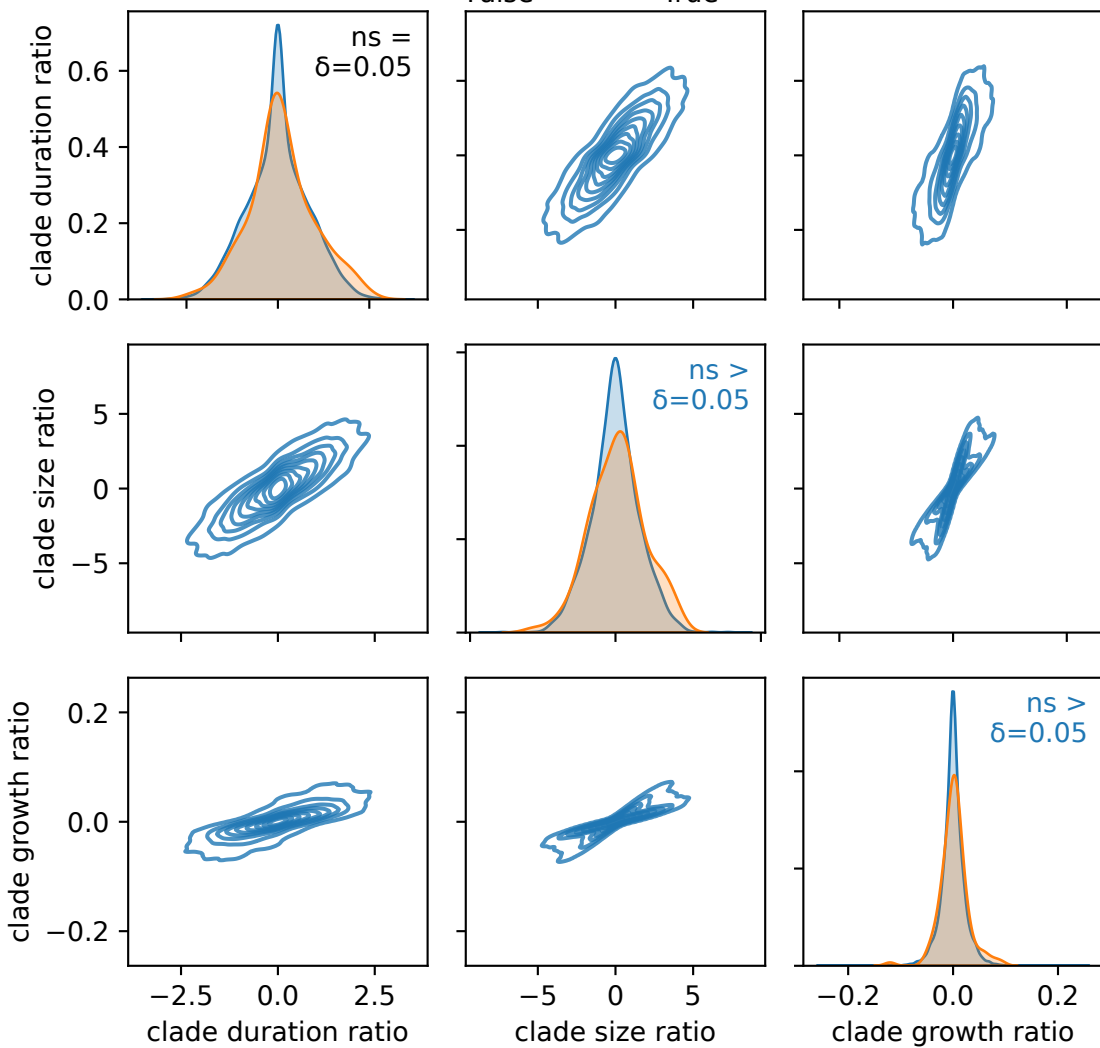 clade duration ratio
0.6
0.4
0.2
0.0
ns =
δ=0.05
clade size ratio
5
0
−5
ns >
δ=0.05
clade growth ratio
0.2
0.0
−0.2
ns >
δ=0.05
−2.5 0.0 2.5
−5 0 5
−0.2 0.0 0.2
clade duration ratio
clade size ratio
clade growth ratio